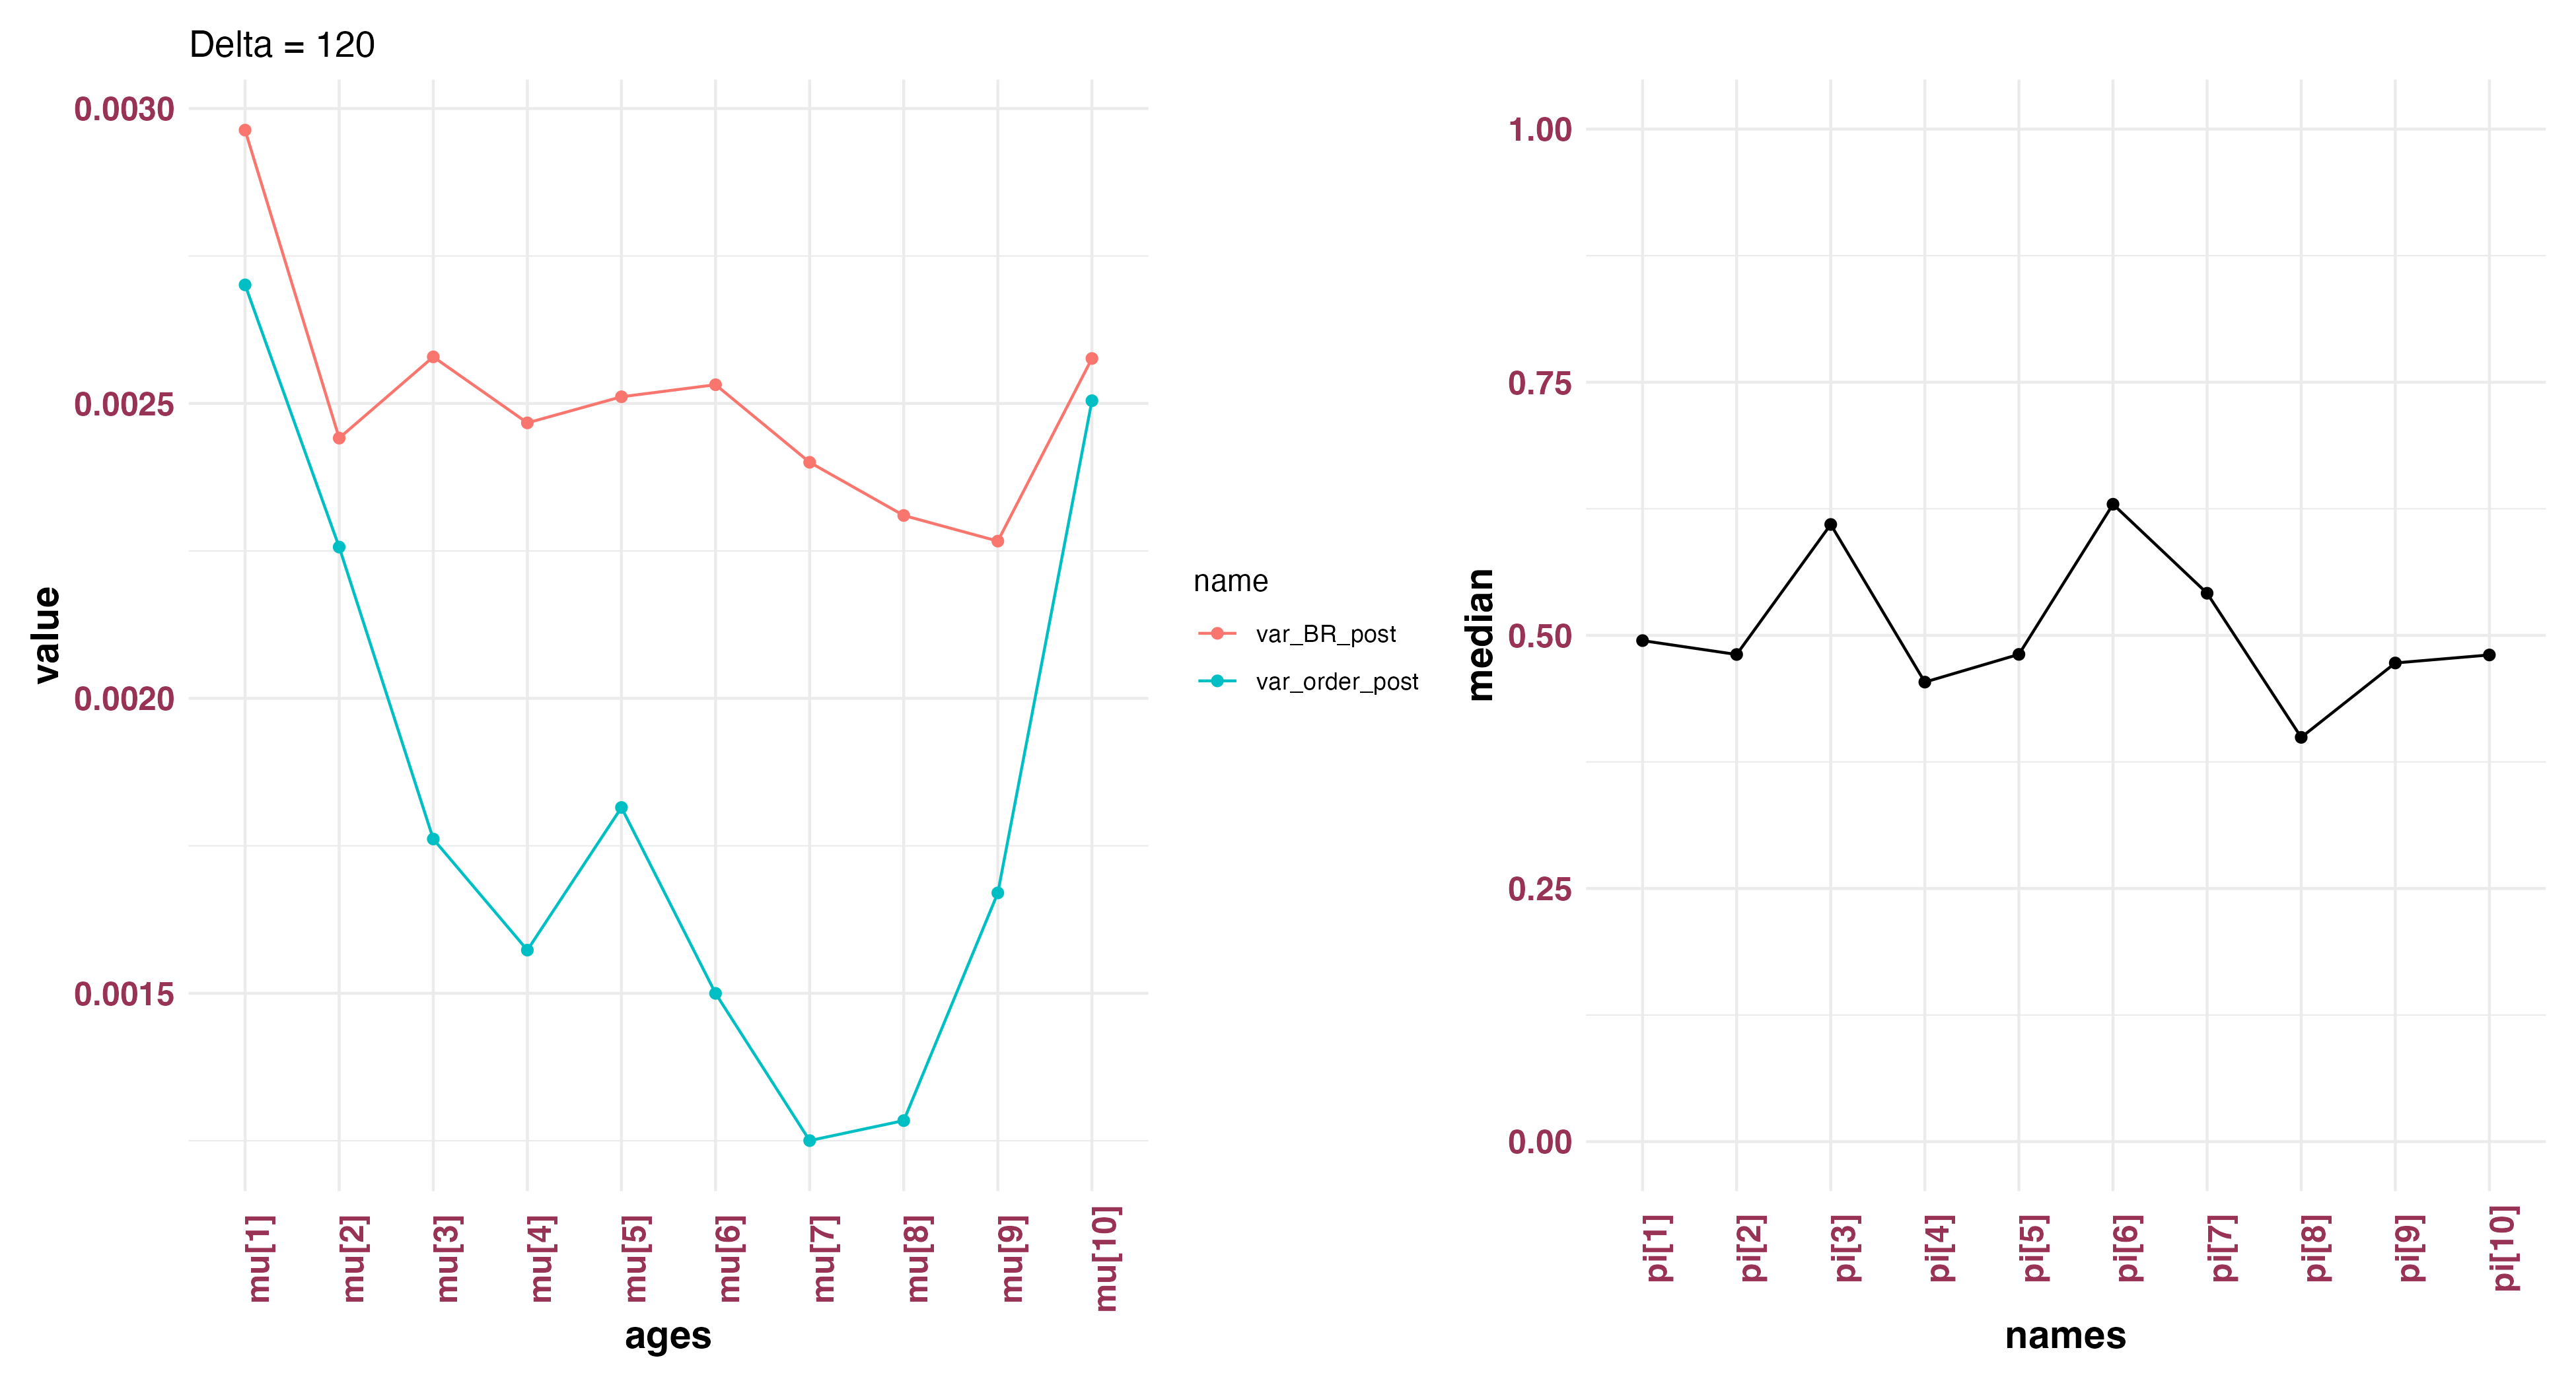 Delta = 120
value
0.0030
0.0025
0.0020
0.0015
mu[1]
mu[2]
mu[3]
mu[4]
mu[5]
mu[6]
mu[7]
mu[8]
mu[9]
mu[10]
ages
name
var_BR_post
var_order_post
median
1.00
0.75
0.50
0.25
0.00
pi[1]
pi[2]
pi[3]
pi[4]
pi[5]
pi[6]
pi[7]
pi[8]
pi[9]
pi[10]
names